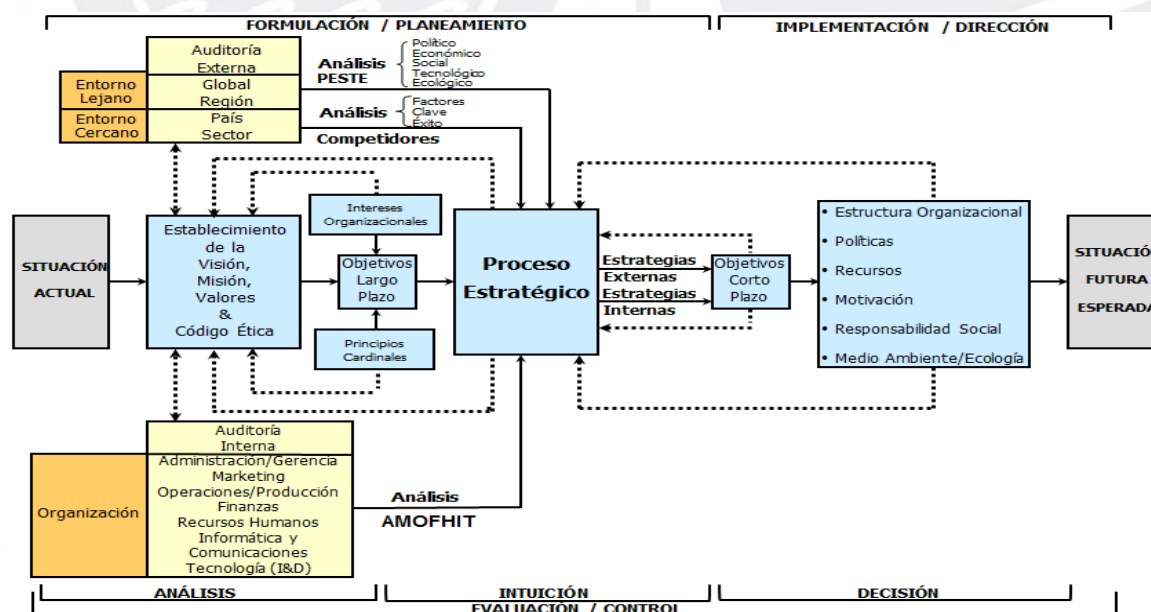 FORMULACIÓN / PLANEAMIENTO
IMPLEMENTACIÓN / DIRECCIÓN
Auditoría
Externa
Entorno
Lejano
Global
Región
Entorno
Cercano
País
Sector
Análisis
PESTE
Político
Económico
Social
Tecnológico
Ecológico
Análisis
Factores
Clave
Éxito
Competidores
SITUACIÓN
ACTUAL
Establecimiento
de la
Visión,
Misión,
Valores
&
Código Ética
Intereses
Organizacionales
Objetivos
Largo
Plazo
Principios
Cardinales
Proceso
Estratégico
Estrategias
Externas
Estrategias
Internas
Objetivos
Corto
Plazo
• Estructura Organizacional
• Políticas
• Recursos
• Motivación
• Responsabilidad Social
• Medio Ambiente/Ecología
SITUACIÓN
FUTURA
ESPERADA
Organización
Auditoría
Interna
Administración/Gerencia
Marketing
Operaciones/Producción
Finanzas
Recursos Humanos
Informática y
Comunicaciones
Tecnología (I&D)
Análisis
AMOFHIT
ANÁLISIS
INTUICIÓN
DECISIÓN
EVALUACIÓN / CONTROL